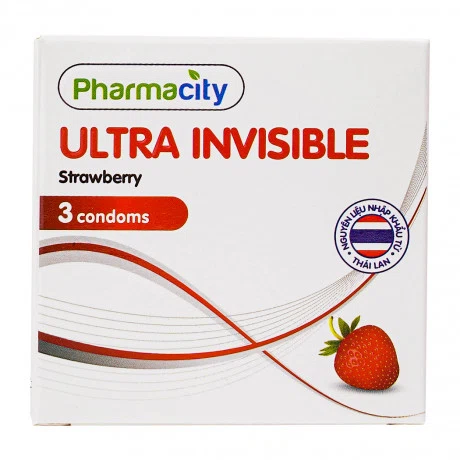 Pharmacity
ULTRA INVISIBLE
Strawberry
3 condoms
NGUYÊN LIỆU NHẬP KHẨU TỪ
THÁI LAN